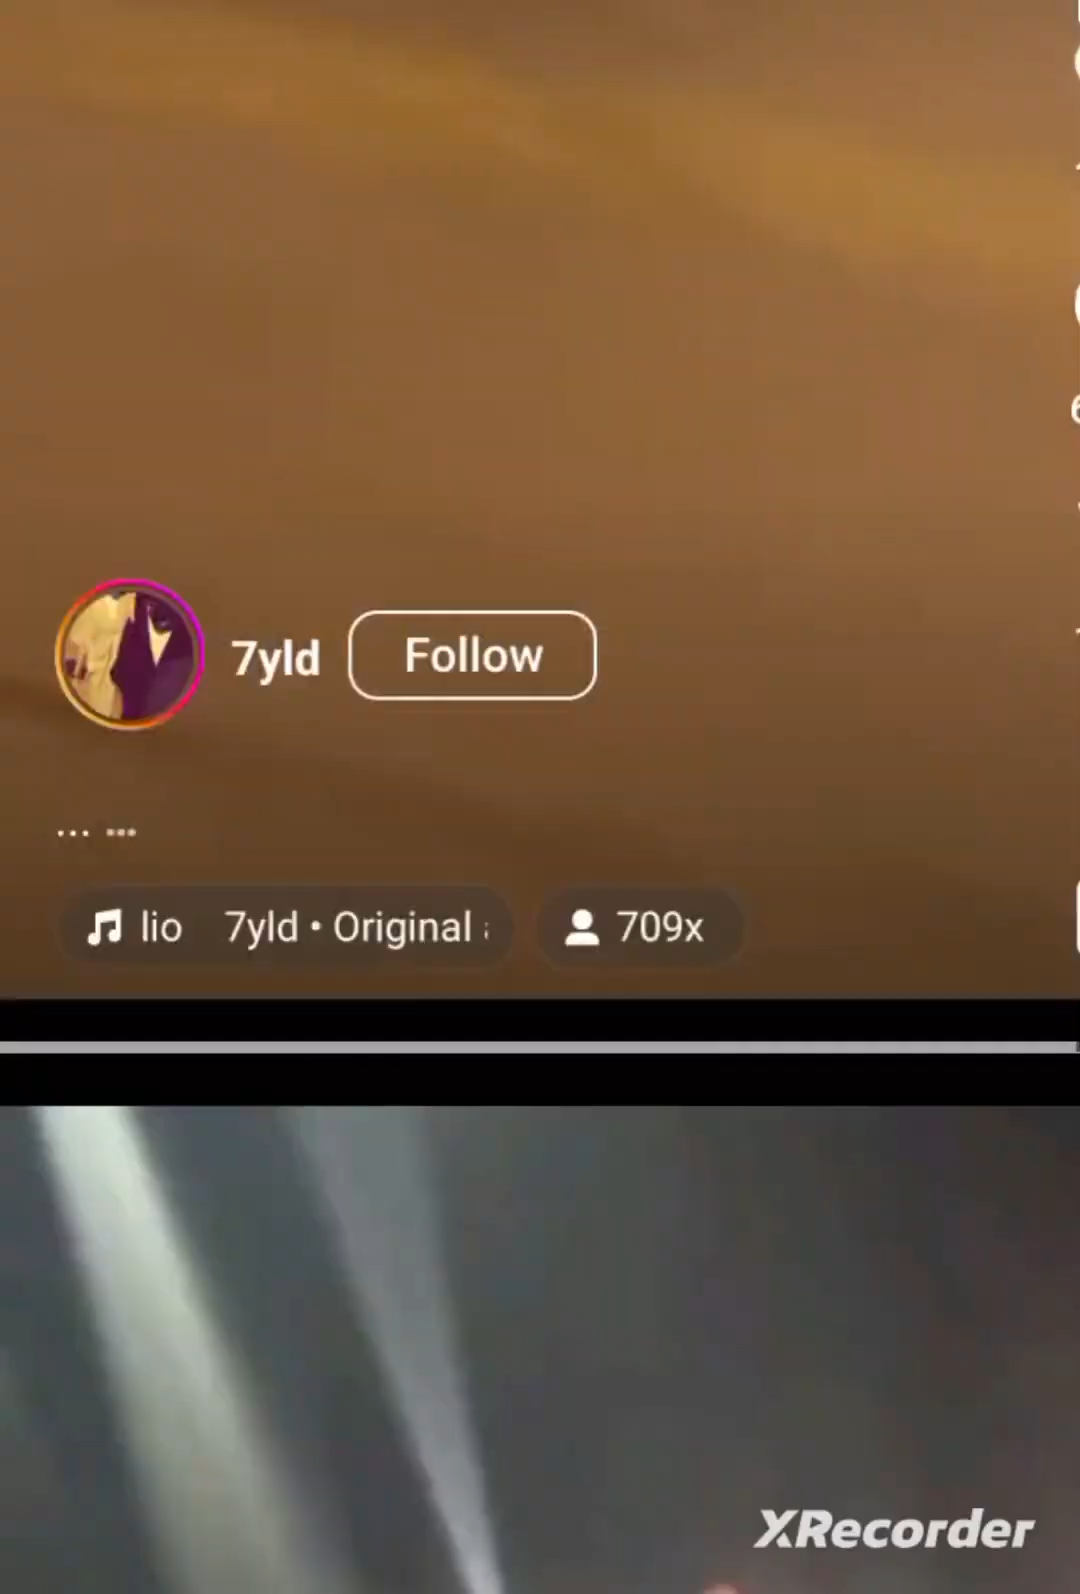 7yld Follow
... •••
lio 7yld • Original
709x
XRecorder